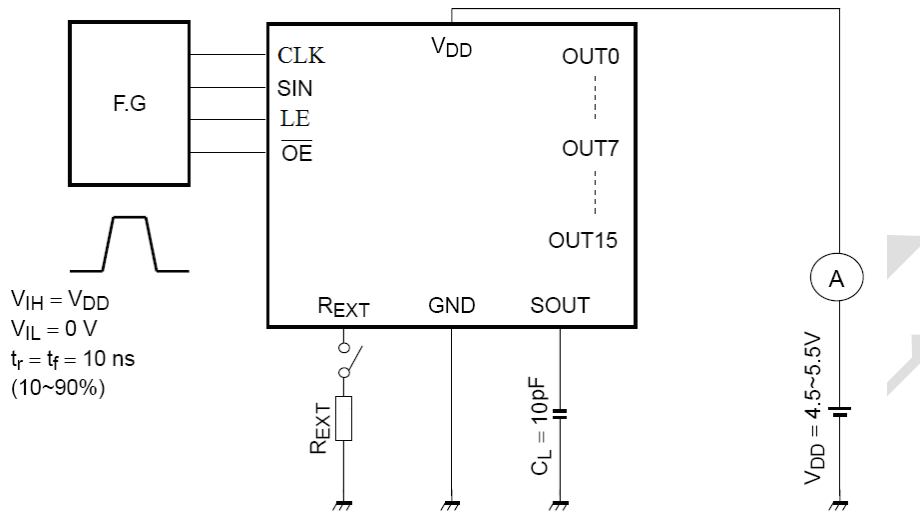 F.G
CLK
SIN
LE
OE
VDD
OUT0
OUT7
OUT15
REXT
GND
SOUT
A
VIH = VDD
VIL = 0 V
tr = tf = 10 ns
(10~90%)
REXT
CL = 10pF
VDD = 4.5~5.5V